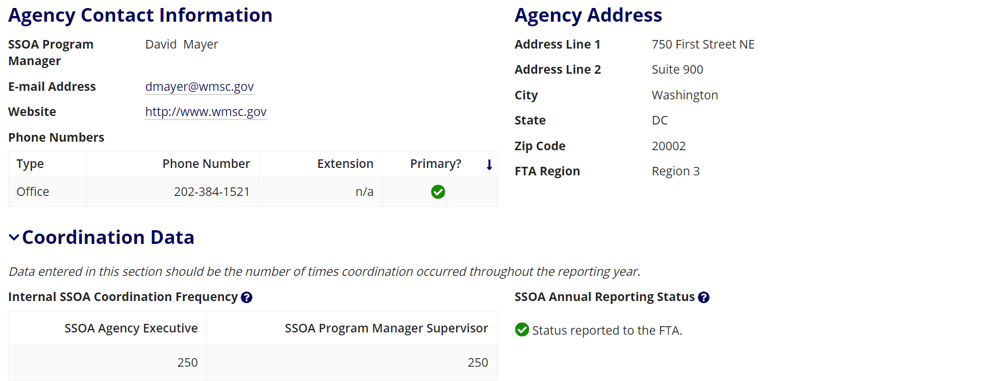 Agency Contact Information
SSOA Program
Manager
David  Mayer
E-mail Address
dmayer@wmsc.gov
Website
http://www.wmsc.gov
Phone Numbers
Type Phone Number Extension Primary?
Office 202-384-1521 n/a
Agency Address
Address Line 1 750 First Street NE
Address Line 2 Suite 900
City Washington
State DC
Zip Code 20002
FTA Region Region 3
Coordination Data
Data entered in this section should be the number of times coordination occurred throughout the reporting year.
Internal SSOA Coordination Frequency ?
SSOA Agency Executive SSOA Program Manager Supervisor
250 250
SSOA Annual Reporting Status ?
Status reported to the FTA.